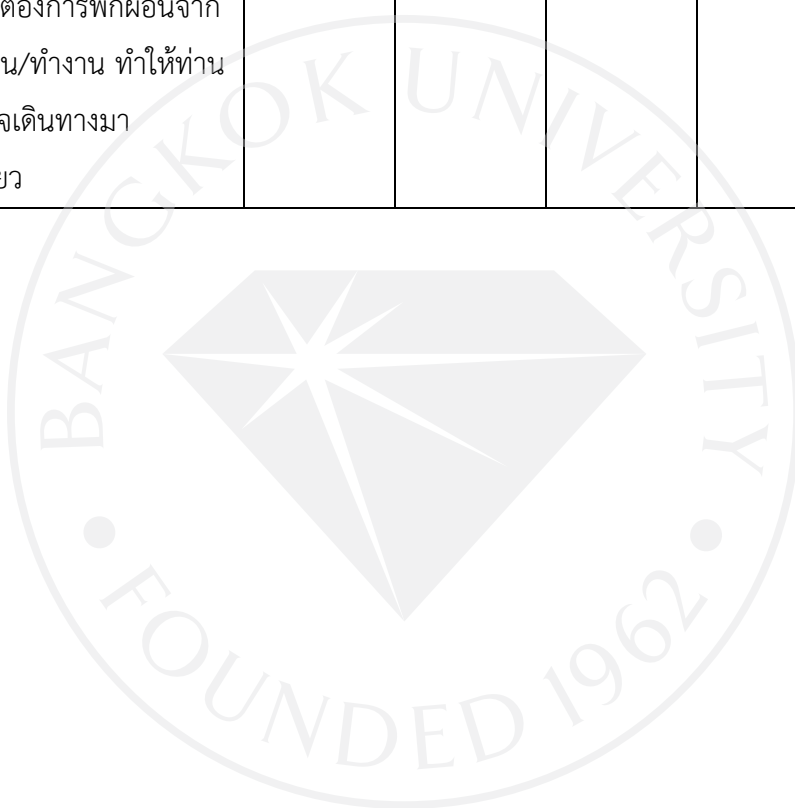 ต้องการพักผ่อนจาก
น/ทำงาน ทำให้ท่าน
จเดินทางมา
ยว
BANGKOK UNIVERSITY
FOUNDED 1962